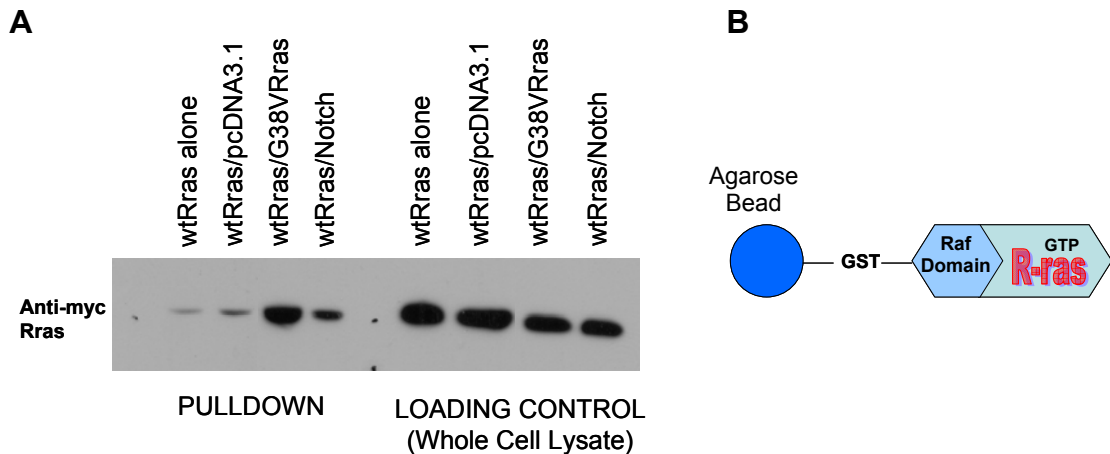 A
wtRras alone
wtRras/pcDNA3.1
wtRras/G38VRras
wtRras/Notch
wtRras alone
wtRras/pcDNA3.1
wtRras/G38VRras
wtRras/Notch
Anti-myc
Rras
PULLDOWN
LOADING CONTROL
(Whole Cell Lysate)
B
Agarose
Bead
GST
Raf
Domain
GTP
R-ras